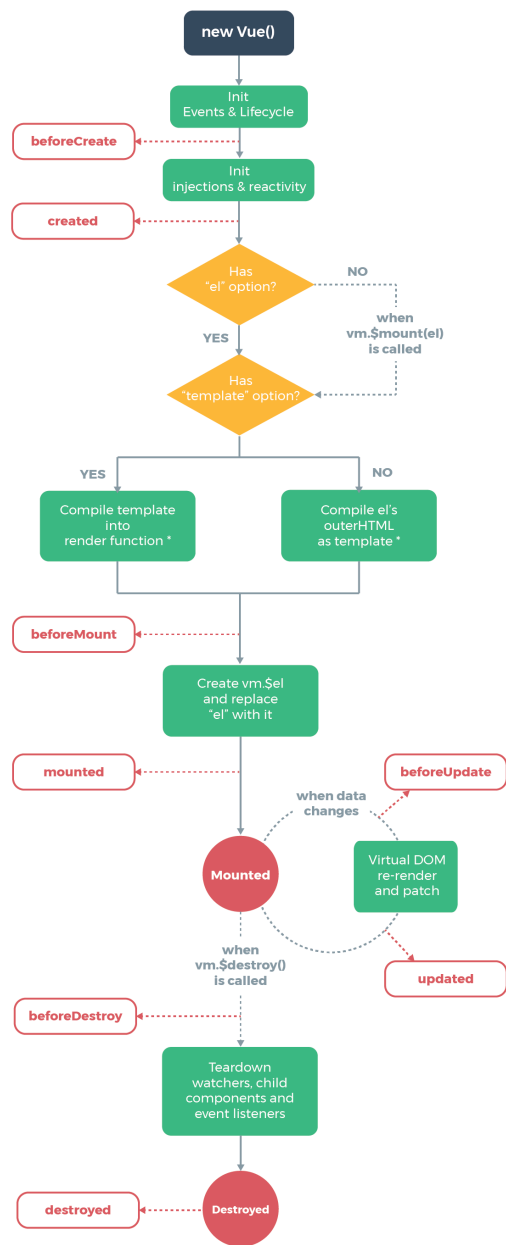 new Vue()
Init
Events & Lifecycle
beforeCreate
Init
injections & reactivity
created
Has
“el” option?
NO
when
vm.$mount(el)
is called
YES
Has
“template” option?
YES
NO
Compile template
into
render function *
Compile el’s
outerHTML
as template *
beforeMount
Create vm.$el
and replace
“el” with it
mounted
beforeUpdate
when data
changes
Mounted
Virtual DOM
re-render
and patch
when
vm.$destroy()
is called
updated
beforeDestroy
Teardown
watchers, child
components and
event listeners
destroyed
Destroyed